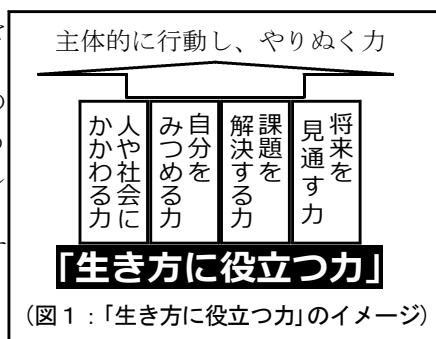 主体的に行動し、やりぬく力
将来を
見通す力
課題を
解決する力
自分を
みつめる力
人や社会に
かかわる力
「生き方に役立つ力」
(図1：「生き方に役立つ力」のイメージ)